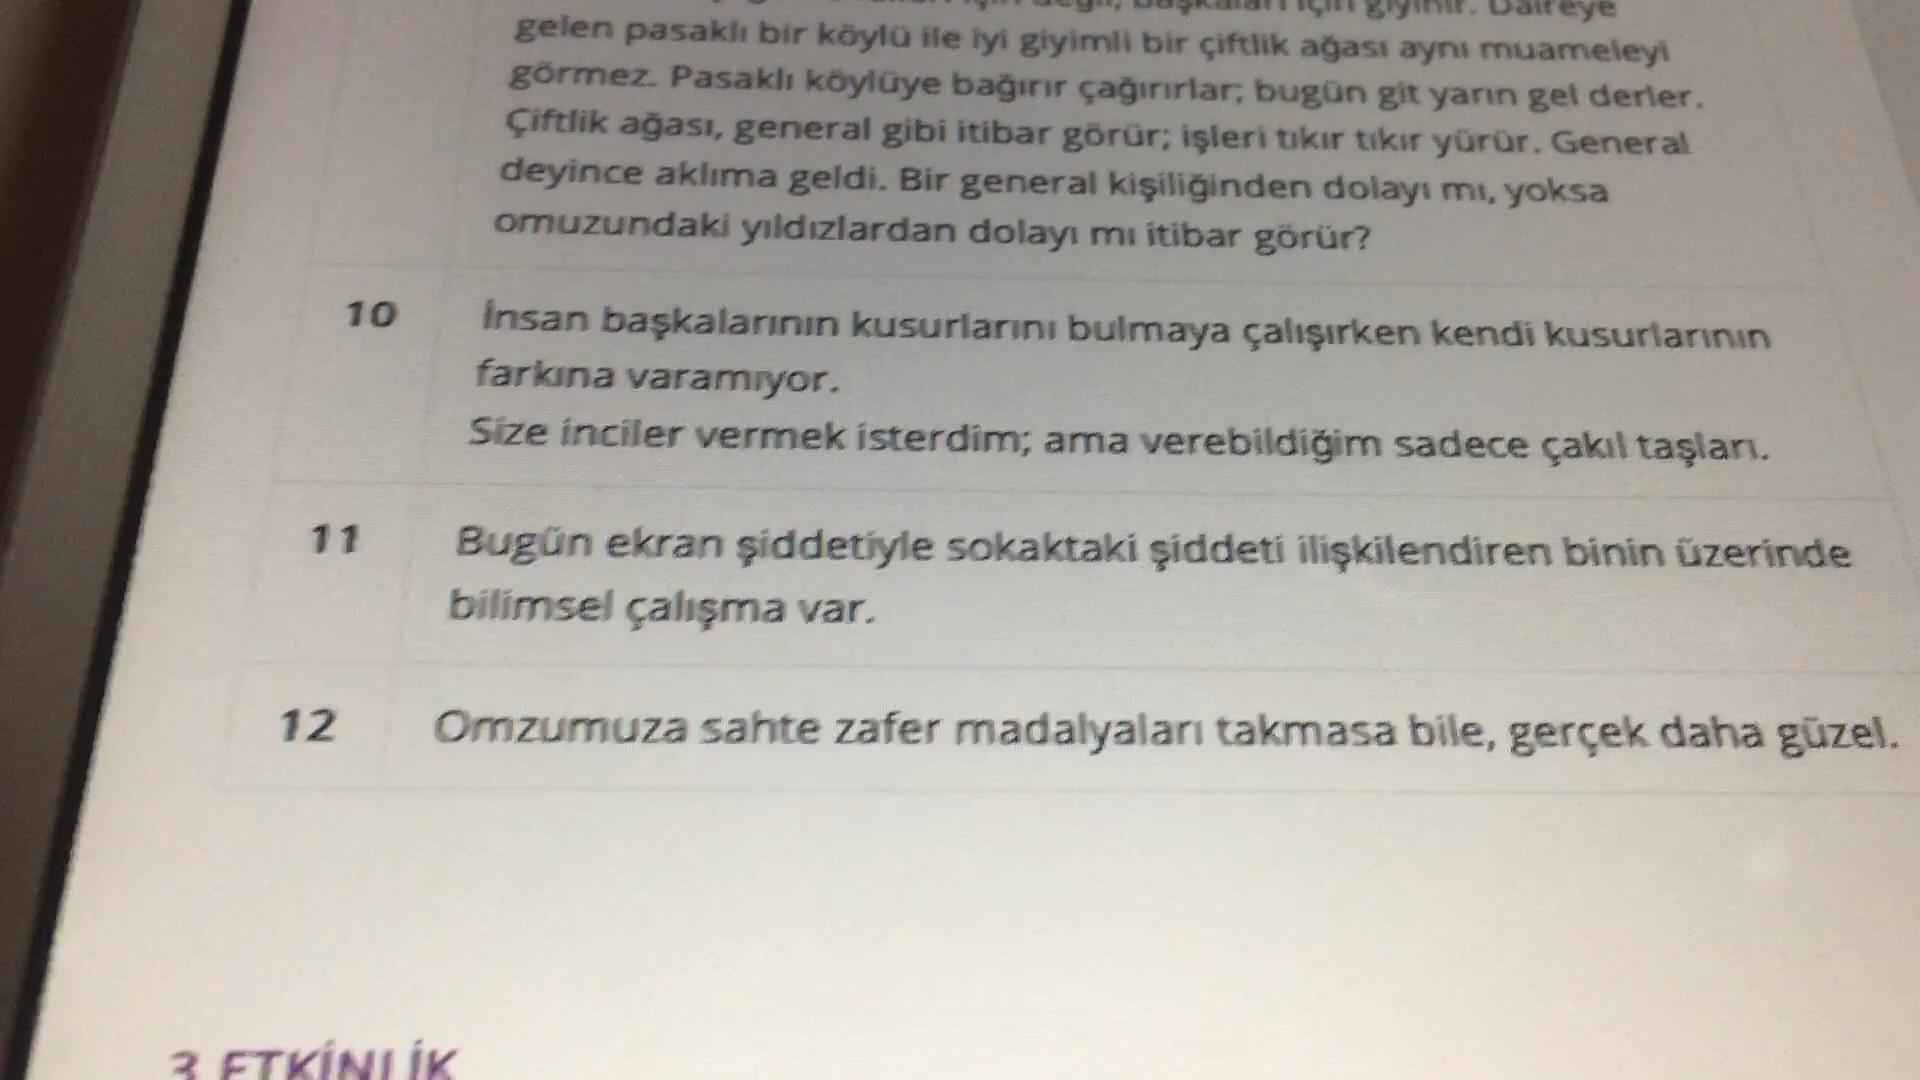 için giyinir. Daireye
gelen pasaklı bir köylü ile iyi giyimli bir çiftlik ağası aynı muameleyi
görmez. Pasaklı köylüye bağırır çağırırlar; bugün git yarın gel derler.
Çiftlik ağası, general gibi itibar görür; işleri tıkır tıkır yürür. General
deyince aklıma geldi. Bir general kişiliğinden dolayı mı, yoksa
omuzundaki yıldızlardan dolayı mı itibar görür?
10 İnsan başkalarının kusurlarını bulmaya çalışırken kendi kusurlarının
farkına varamıyor.
Size inciler vermek isterdim; ama verebildiğim sadece çakıl taşları.
11 Bugün ekran şiddetiyle sokaktaki şiddeti ilişkilendiren binin üzerinde
bilimsel çalışma var.
12 Omzumuza sahte zafer madalyaları takmasa bile, gerçek daha güzel.
3 ETKİNLİK